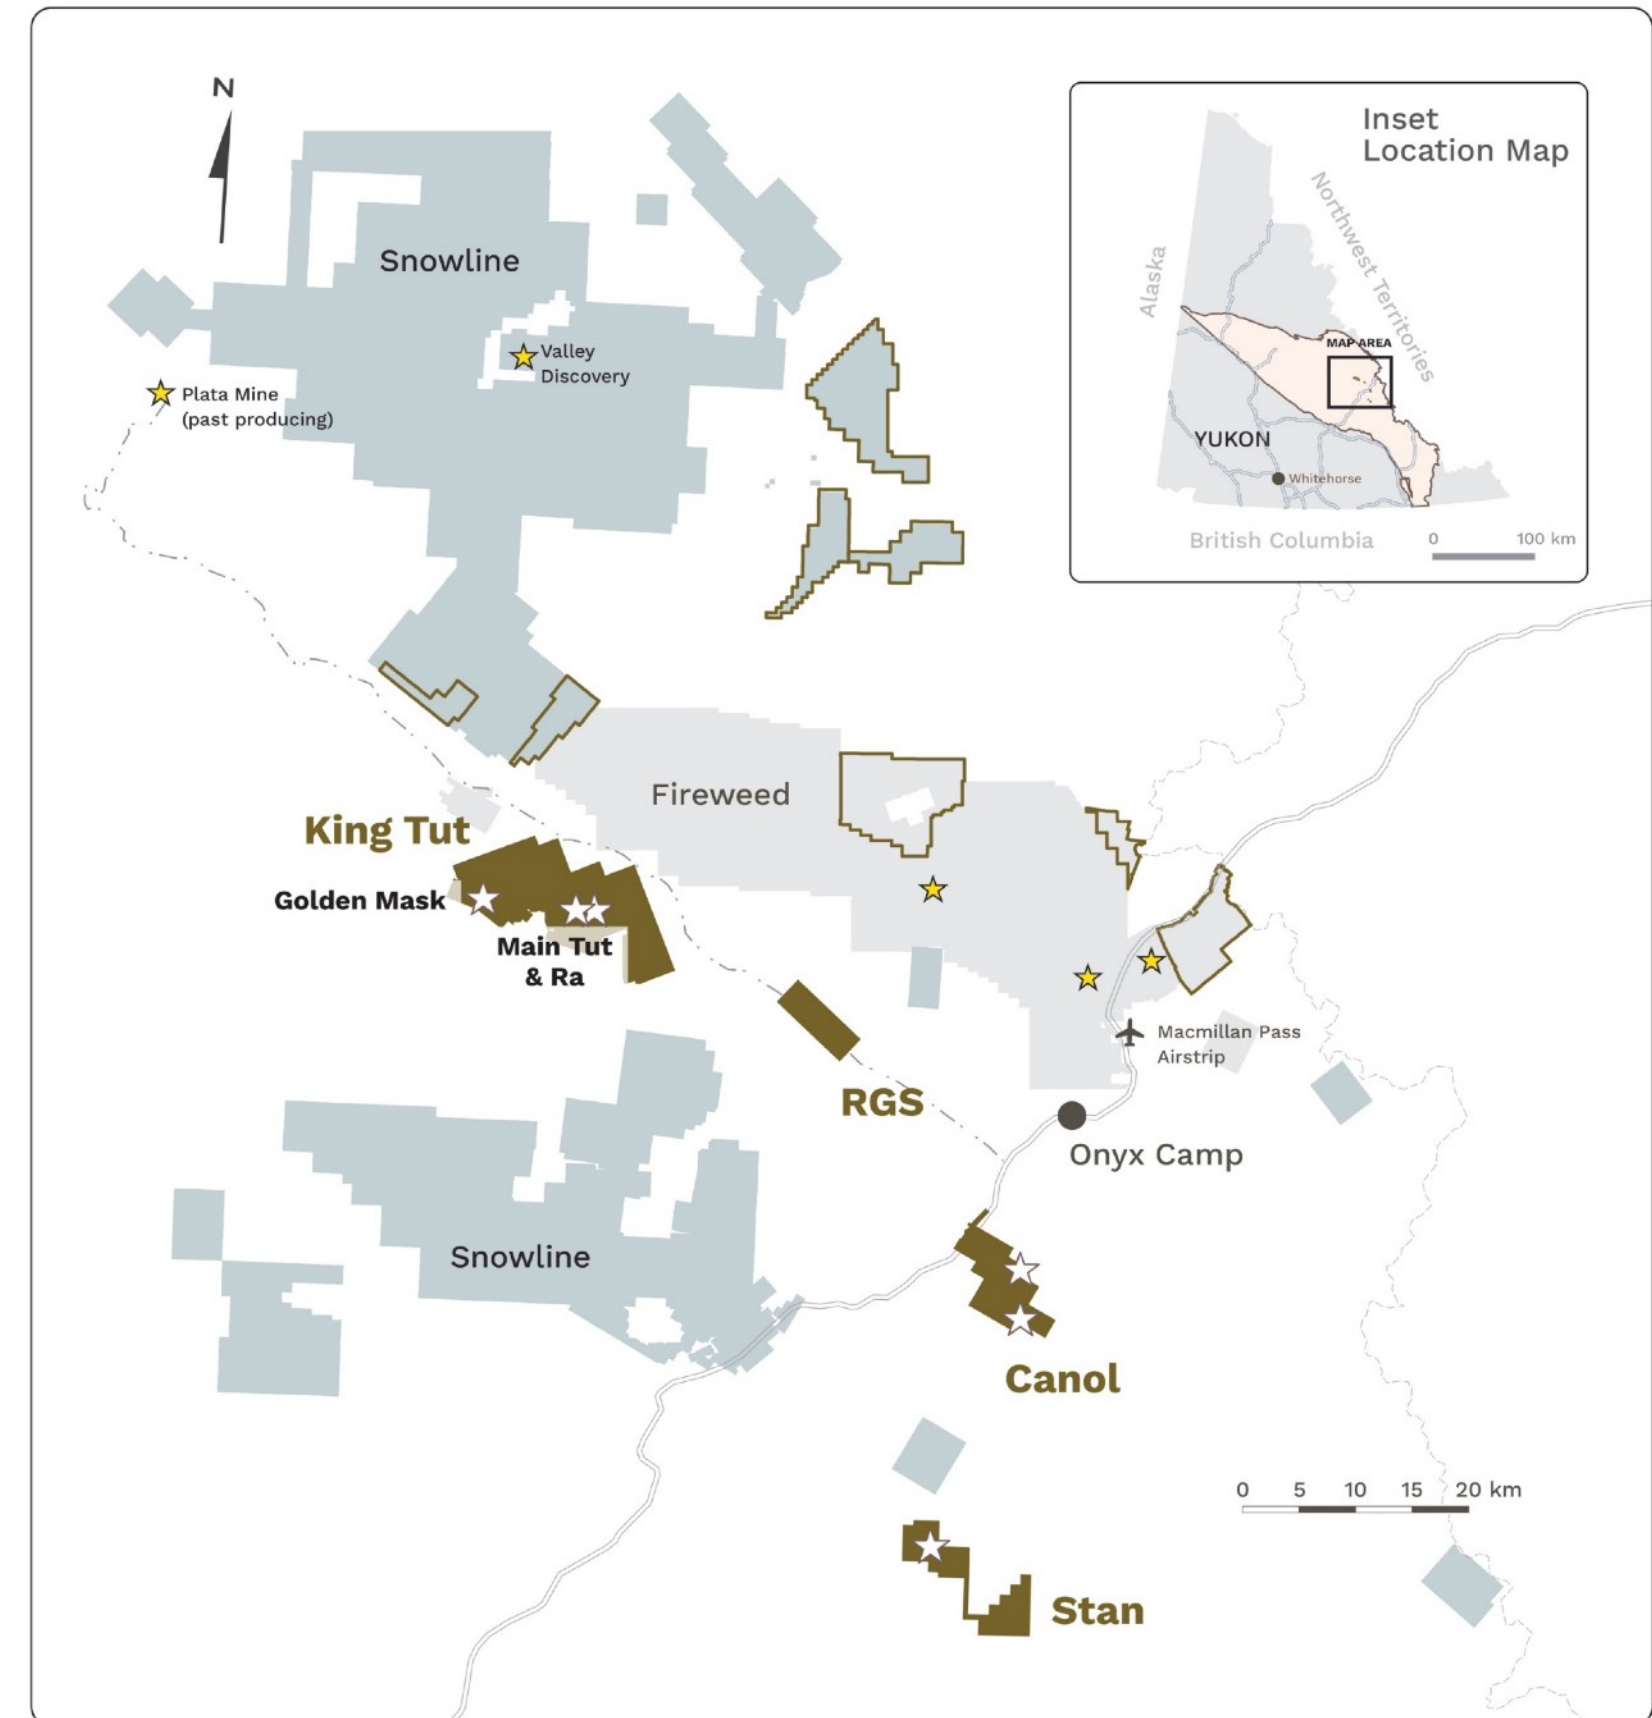 N
Inset
Location Map
Northwest Territories
Alaska
MAP AREA
YUKON
Whitehorse
British Columbia
0 100 km
Snowline
Valley
Discovery
Plata Mine
(past producing)
Fireweed
King Tut
Golden Mask
Main Tut
& Ra
RGS
Macmillan Pass
Airstrip
Onyx Camp
Snowline
Canol
0 5 10 15 20 km
Stan